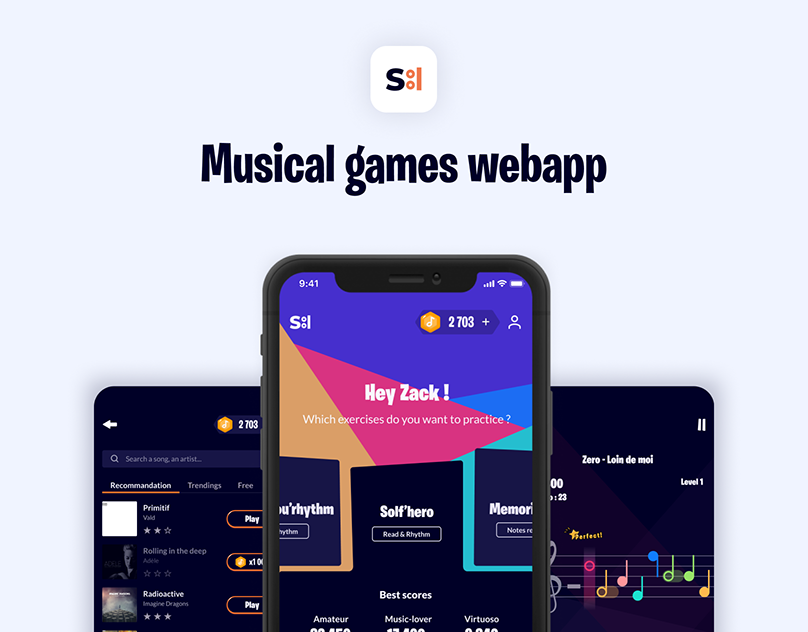 S:l
Musical games webapp
9:41
S:l
2 703 +
Hey Zack !
Which exercises do you want to practice ?
ou'rhythm
hythm
Solf'hero
Read & Rhythm
Memori
Notes re
Best scores
Amateur
Music-lover
Virtuoso
2 703
Search a song, an artist...
Recommandation
Trendings
Free
Primitif
Vald
Play
Rolling in the deep
Adèle
Radioactive
Imagine Dragons
Play
Zero - Loin de moi
00
: 23
Level 1
Perfect!